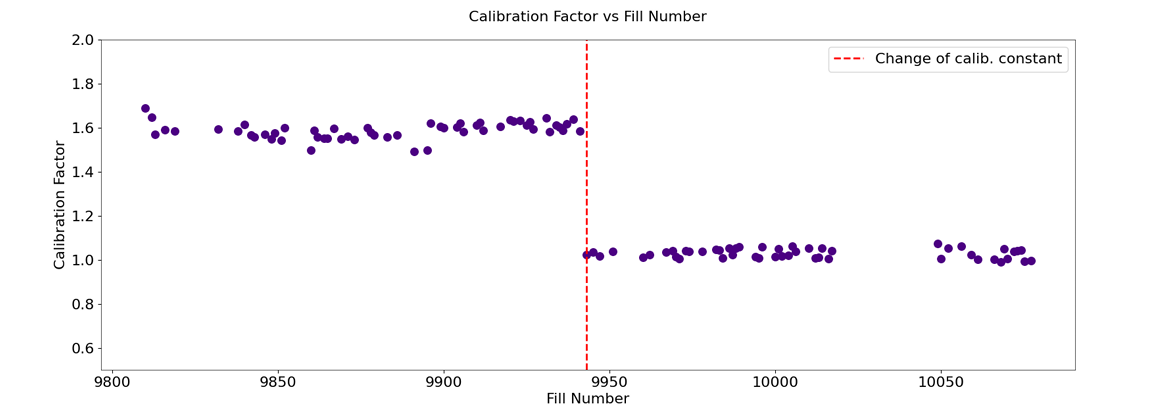 Calibration Factor vs Fill Number
Change of calib. constant
Calibration Factor
2.0
1.8
1.6
1.4
1.2
1.0
0.8
0.6
9800 9850 9900 9950 10000 10050
Fill Number